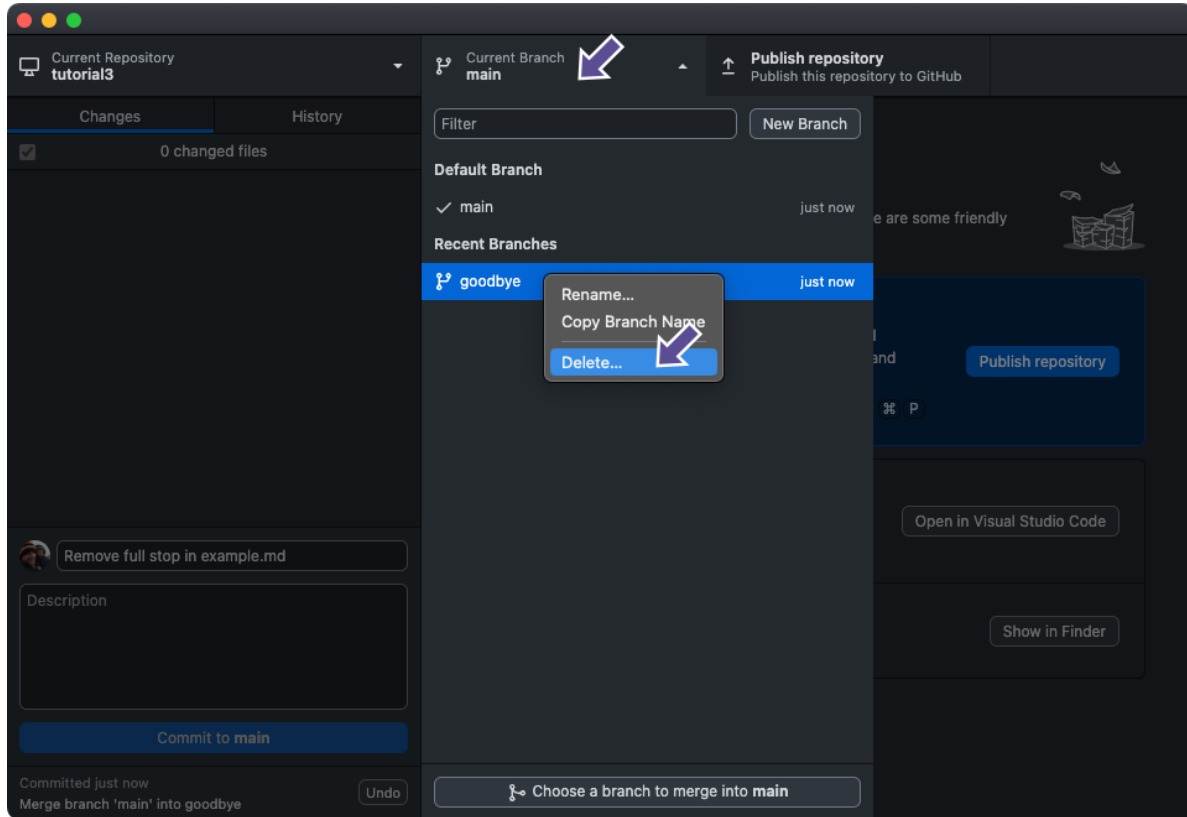 Current Repository
tutorial3
Current Branch
main
Publish repository
Publish this repository to GitHub
Changes
History
0 changed files
Filter
New Branch
Default Branch
main
just now
Recent Branches
goodbye
just now
Rename...
Copy Branch Name
Delete...
e are some friendly
and
Publish repository
⌘ P
Open in Visual Studio Code
Show in Finder
Remove full stop in example.md
Description
Commit to main
Committed just now
Merge branch 'main' into goodbye
Undo
Choose a branch to merge into main